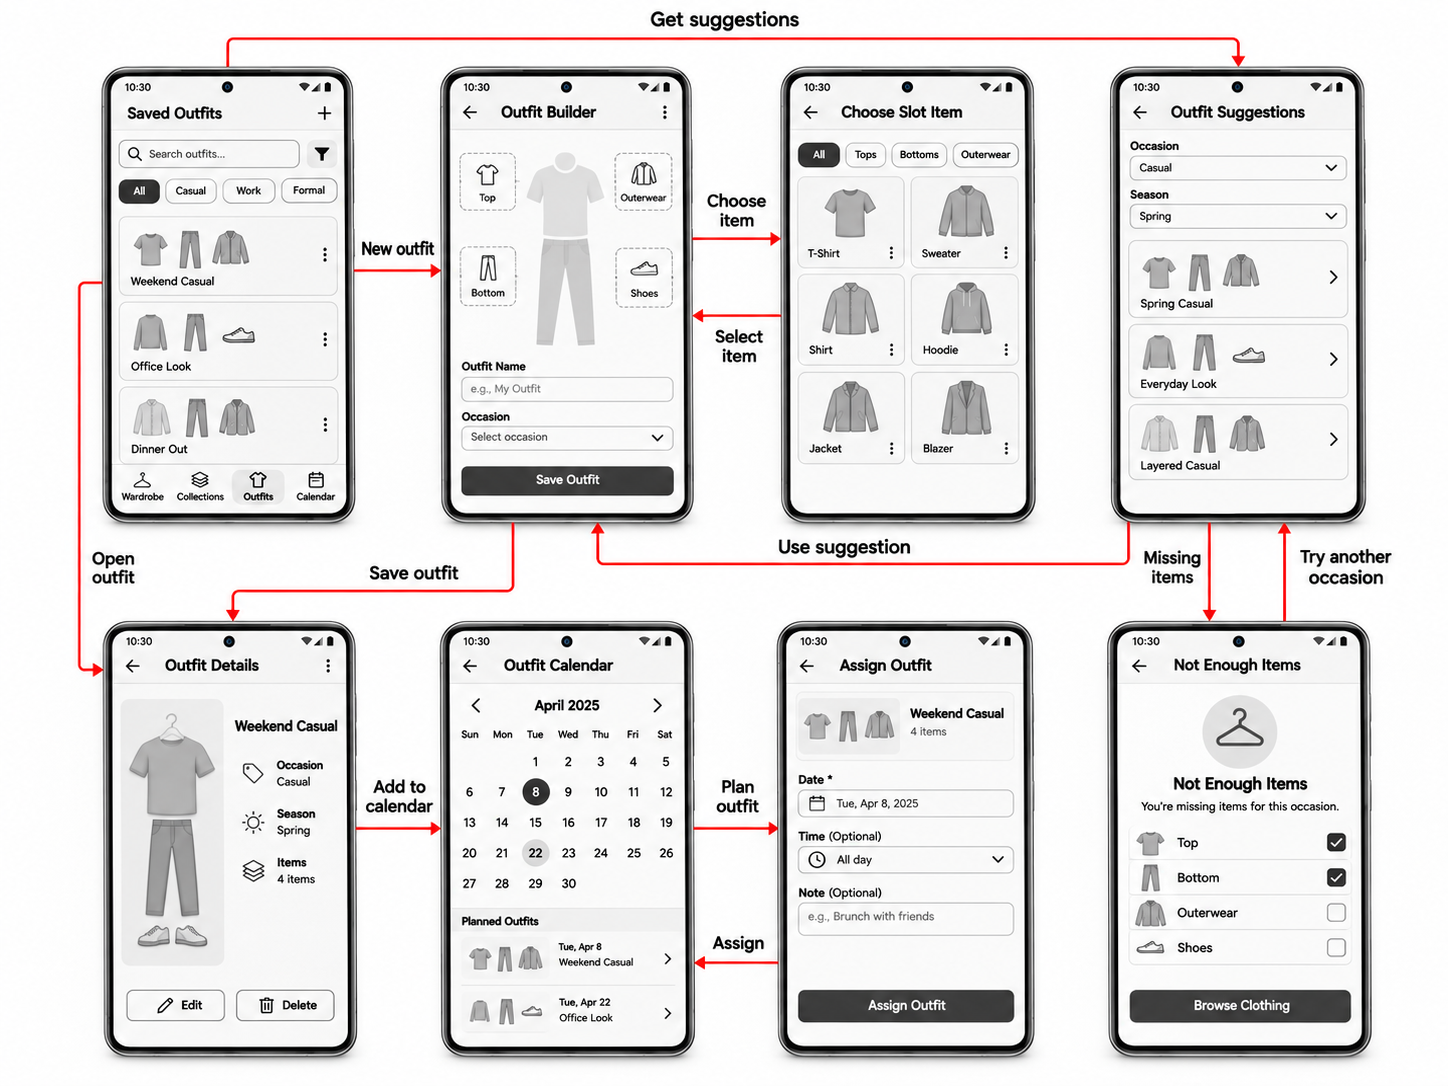 Get suggestions
10:30
Saved Outfits
Search outfits...
All
Casual
Work
Formal
Weekend Casual
Office Look
Dinner Out
Wardrobe
Collections
Outfits
Calendar
New outfit
10:30
Outfit Builder
Top
Outerwear
Bottom
Shoes
Outfit Name
e.g., My Outfit
Occasion
Select occasion
Save Outfit
Choose
item
Select
item
10:30
Choose Slot Item
All
Tops
Bottoms
Outerwear
T-Shirt
Sweater
Shirt
Hoodie
Jacket
Blazer
10:30
Outfit Suggestions
Occasion
Casual
Season
Spring
Spring Casual
Everyday Look
Layered Casual
Open
outfit
Save outfit
Use suggestion
Missing
items
Try another
occasion
10:30
Outfit Details
Weekend Casual
Occasion
Casual
Season
Spring
Items
4 items
Edit
Delete
Add to
calendar
10:30
Outfit Calendar
April 2025
Sun Mon Tue Wed Thu Fri Sat
1 2 3 4 5
6 7 8 9 10 11 12
13 14 15 16 17 18 19
20 21 22 23 24 25 26
27 28 29 30
Planned Outfits
Tue, Apr 8
Weekend Casual
Tue, Apr 22
Office Look
Plan
outfit
Assign
10:30
Assign Outfit
Weekend Casual
4 items
Date *
Tue, Apr 8, 2025
Time (Optional)
All day
Note (Optional)
e.g., Brunch with friends
Assign Outfit
10:30
Not Enough Items
Not Enough Items
You're missing items for this occasion.
Top
Bottom
Outerwear
Shoes
Browse Clothing